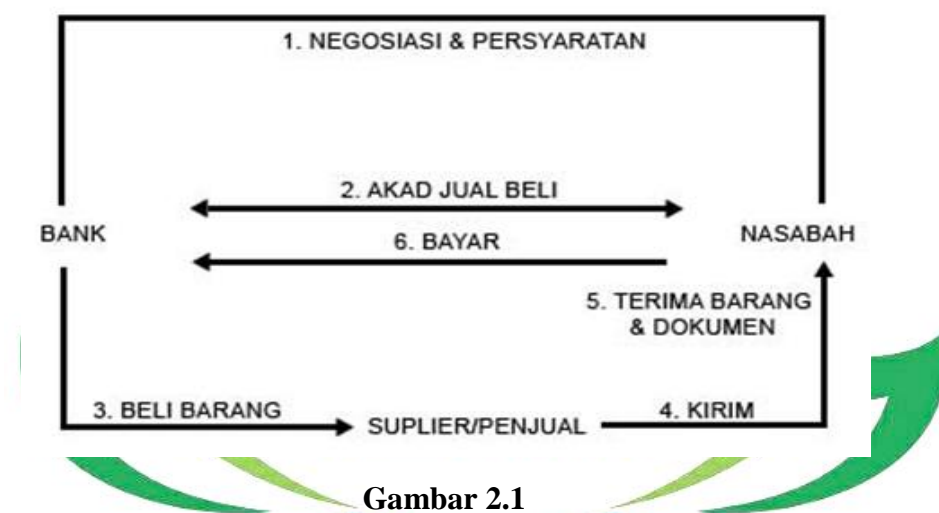 1. NEGOSIASI & PERSYARATAN
2. AKAD JUAL BELI
BANK
6. BAYAR
NASABAH
5. TERIMA BARANG
& DOKUMEN
3. BELI BARANG
SUPLIER/PENJUAL
4. KIRIM
Gambar 2.1